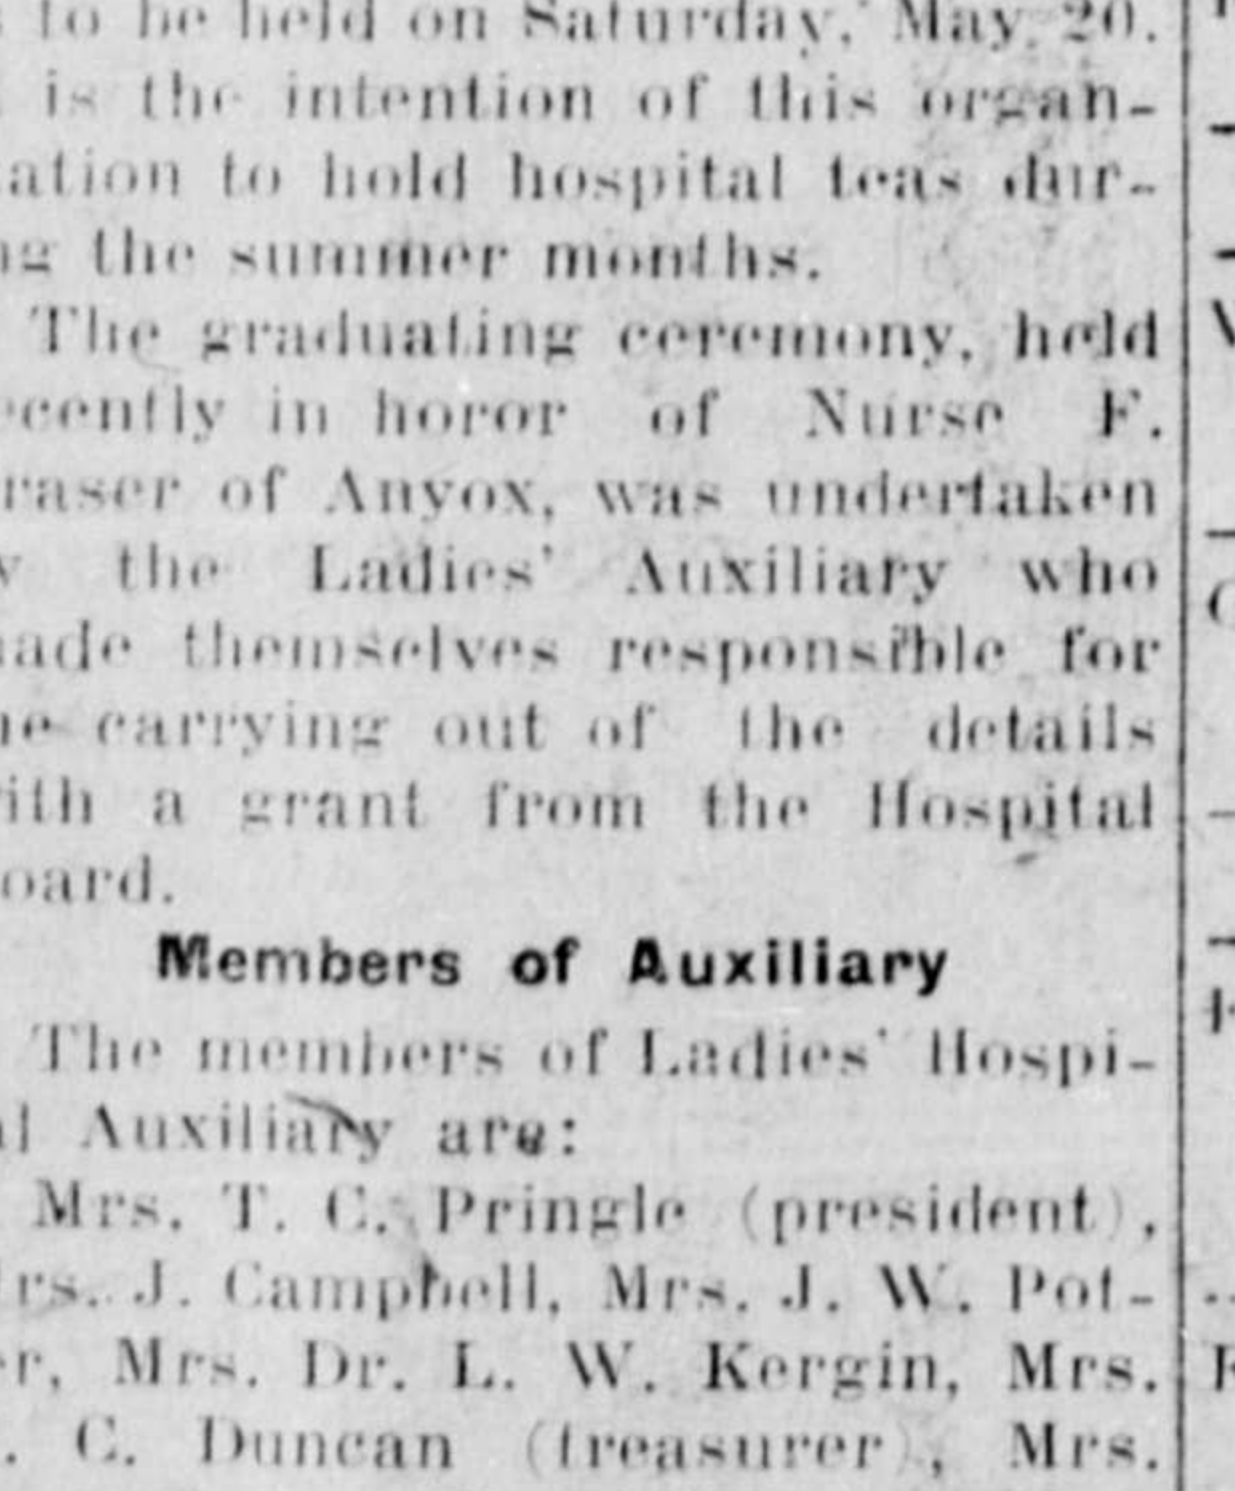 to be held on Saturday, May 20.
is the intention of this organ-
ation to hold hospital teas dur-
ng the summer months.
The graduating ceremony, held
ecently in horor of Nurse F.
raser of Anyox, was undertaken
y the Ladies' Auxiliary who
ade themselves responsible for
he carrying out of the details
ith a grant from the Hospital
oard.
Members of Auxiliary
The members of Ladies' Hospi-
al Auxiliary are:
Mrs. T. C. Pringle (president),
rs. J. Campbell, Mrs. J. W. Pot-
er, Mrs. Dr. L. W. Kergin, Mrs.
. C. Duncan (treasurer), Mrs.